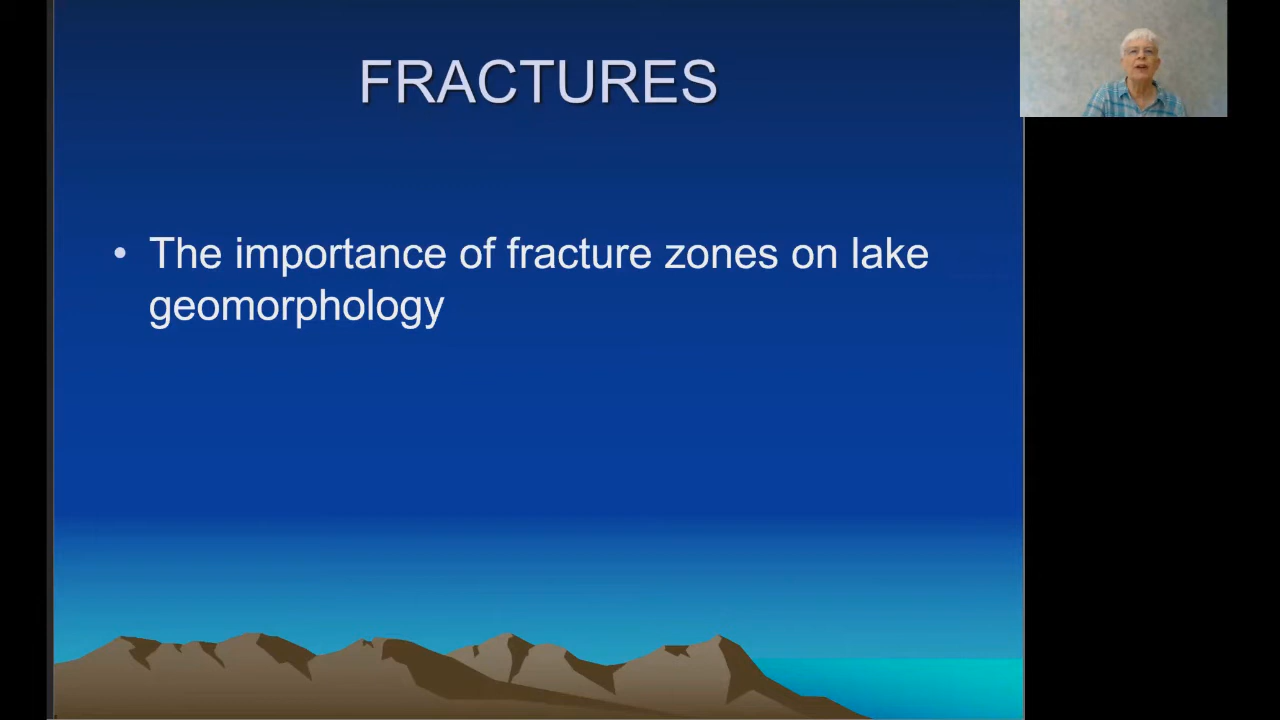 FRACTURES
• The importance of fracture zones on lake
geomorphology